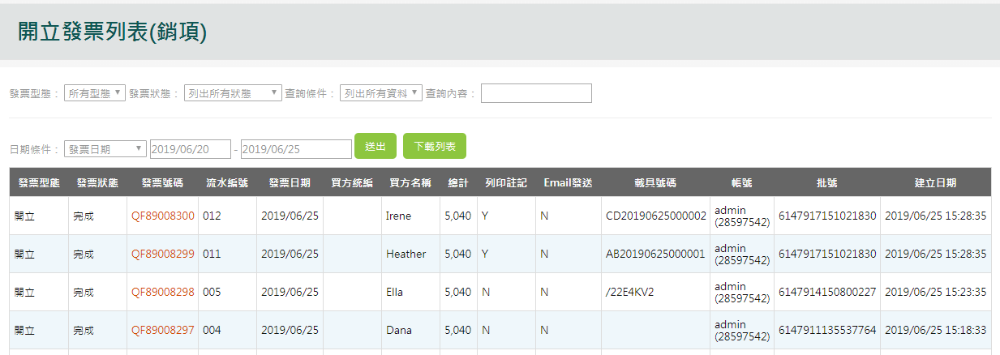 開立發票列表(銷項)
發票型態： 所有型態 發票狀態： 列出所有狀態 查詢條件： 列出所有資料 查詢內容：
日期條件： 發票日期 2019/06/20 - 2019/06/25 送出 下載列表
發票型態 發票狀態 發票號碼 流水編號 發票日期 買方統編 買方名稱 總計 列印註記 Email發送 載具號碼 帳號 批號 建立日期
開立 完成 QF89008300 012 2019/06/25 Irene 5,040 Y N CD20190625000002 admin (28597542) 6147917151021830 2019/06/25 15:28:35
開立 完成 QF89008299 011 2019/06/25 Heather 5,040 Y N AB20190625000001 admin (28597542) 6147917151021830 2019/06/25 15:28:35
開立 完成 QF89008298 005 2019/06/25 Ella 5,040 N N /22E4KV2 admin (28597542) 6147914150800227 2019/06/25 15:23:35
開立 完成 QF89008297 004 2019/06/25 Dana 5,040 N N admin (28597542) 6147911135537764 2019/06/25 15:18:33